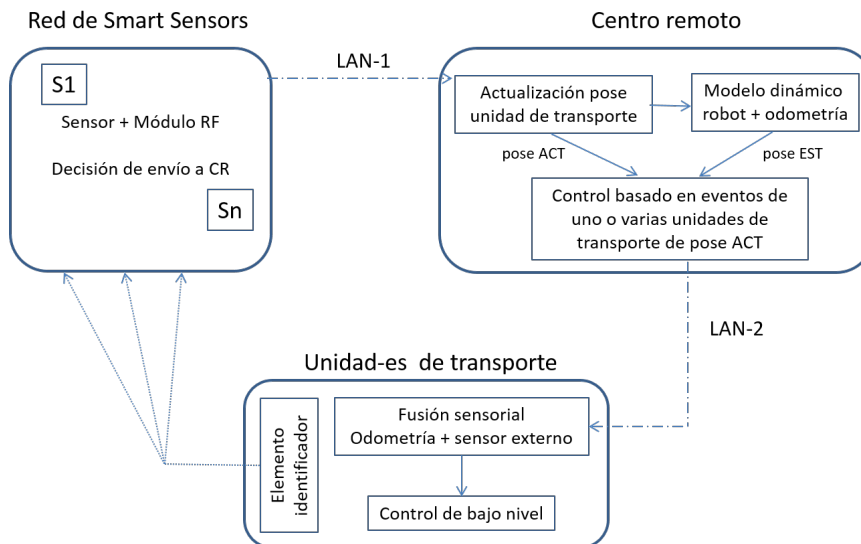 Red de Smart Sensors
S1
Sensor + Módulo RF
Decisión de envío a CR
Sn
LAN-1
Centro remoto
Actualización pose
unidad de transporte
Modelo dinámico
robot + odometría
pose ACT
pose EST
Control basado en eventos de
uno o varias unidades de
transporte de pose ACT
LAN-2
Unidad-es de transporte
Elemento
identificador
Fusión sensorial
Odometría + sensor externo
Control de bajo nivel